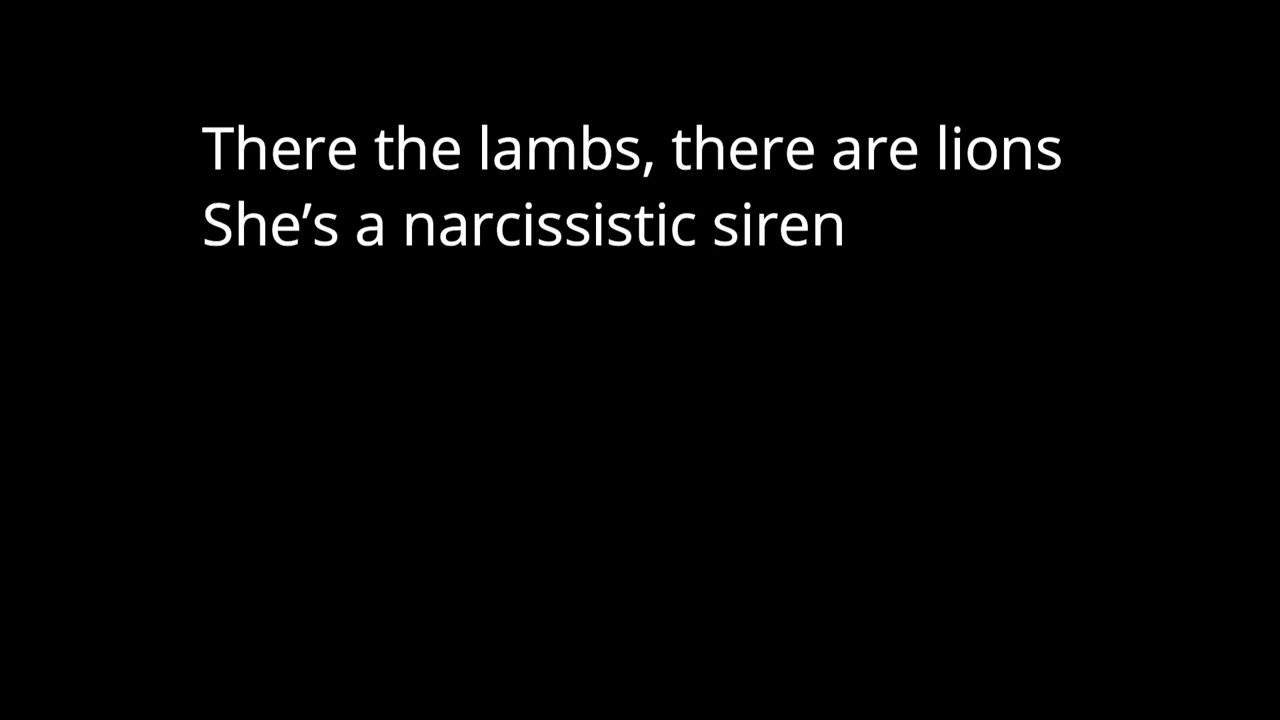 There the lambs, there are lions
She’s a narcissistic siren